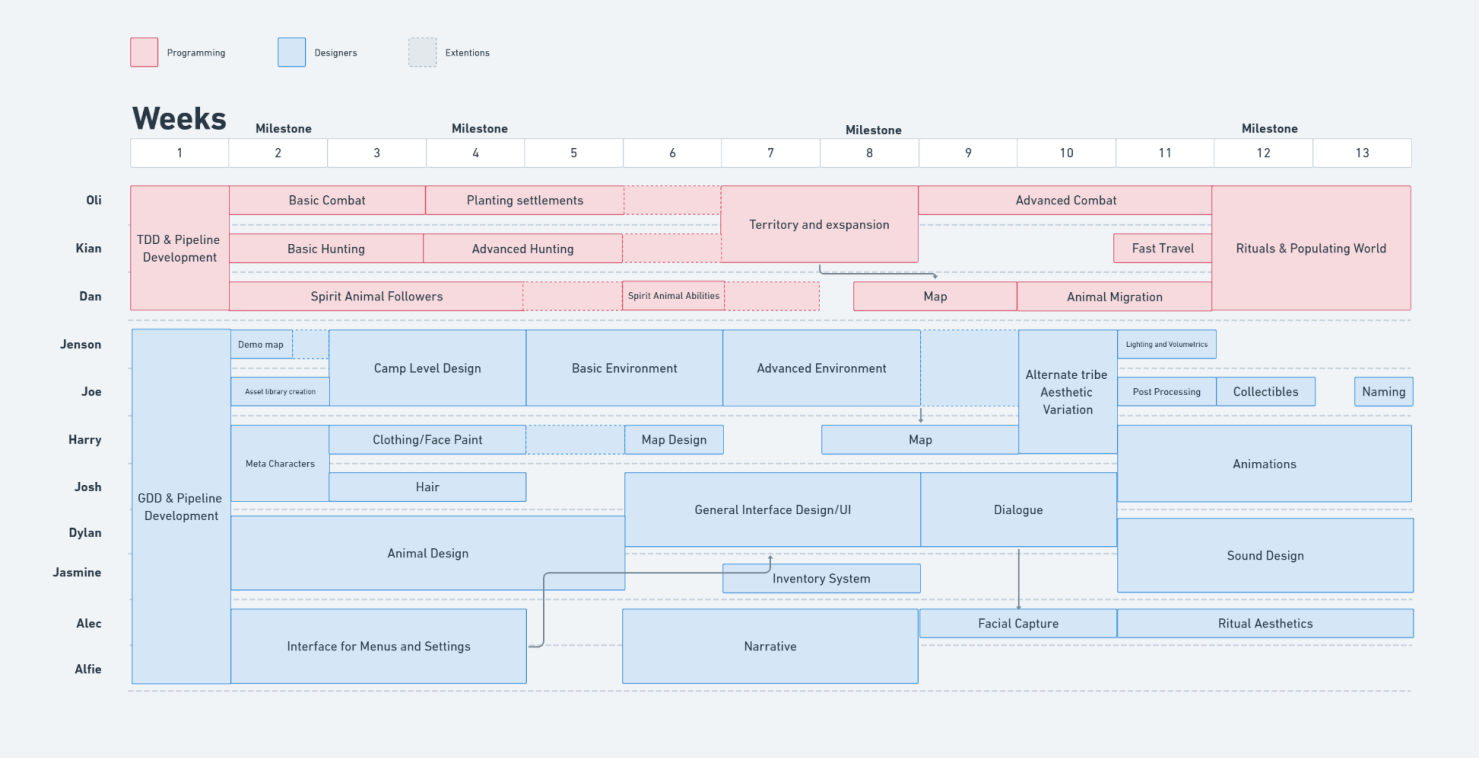 Programming
Designers
Extentions
Weeks
Milestone
Milestone
Milestone
Milestone
1
2
3
4
5
6
7
8
9
10
11
12
13
Oli
TDD & Pipeline
Development
Basic Combat
Planting settlements
Territory and expansion
Advanced Combat
Rituals & Populating World
Kian
Basic Hunting
Advanced Hunting
Fast Travel
Dan
Spirit Animal Followers
Spirit Animal Abilities
Map
Animal Migration
Jenson
GDD & Pipeline
Development
Demo map
Camp Level Design
Basic Environment
Advanced Environment
Alternate tribe
Aesthetic
Variation
Lighting and Volumetrics
Joe
Asset library creation
Post Processing
Collectibles
Naming
Harry
Meta Characters
Clothing/Face Paint
Map Design
Map
Animations
Josh
Hair
General Interface Design/UI
Dialogue
Dylan
Animal Design
Sound Design
Jasmine
Inventory System
Alec
Interface for Menus and Settings
Narrative
Facial Capture
Ritual Aesthetics
Alfie